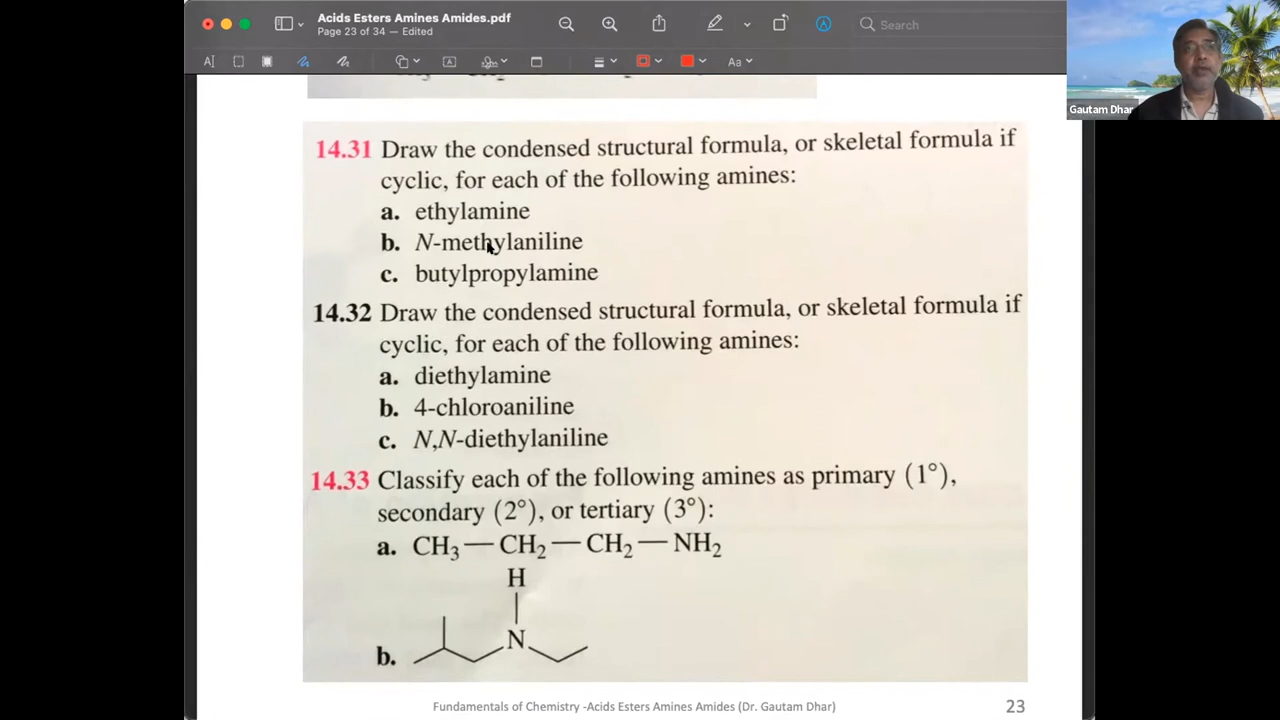 Acids Esters Amines Amides.pdf
Page 23 of 34 — Edited
Search
Aa
Gautam Dhar
14.31 Draw the condensed structural formula, or skeletal formula if
cyclic, for each of the following amines:
a. ethylamine
b. N-methylaniline
c. butylpropylamine
14.32 Draw the condensed structural formula, or skeletal formula if
cyclic, for each of the following amines:
a. diethylamine
b. 4-chloroaniline
c. N,N-diethylaniline
14.33 Classify each of the following amines as primary (1°),
secondary (2°), or tertiary (3°):
a. CH₃—CH₂—CH₂—NH₂
H
N
b.
Fundamentals of Chemistry -Acids Esters Amines Amides (Dr. Gautam Dhar)
23